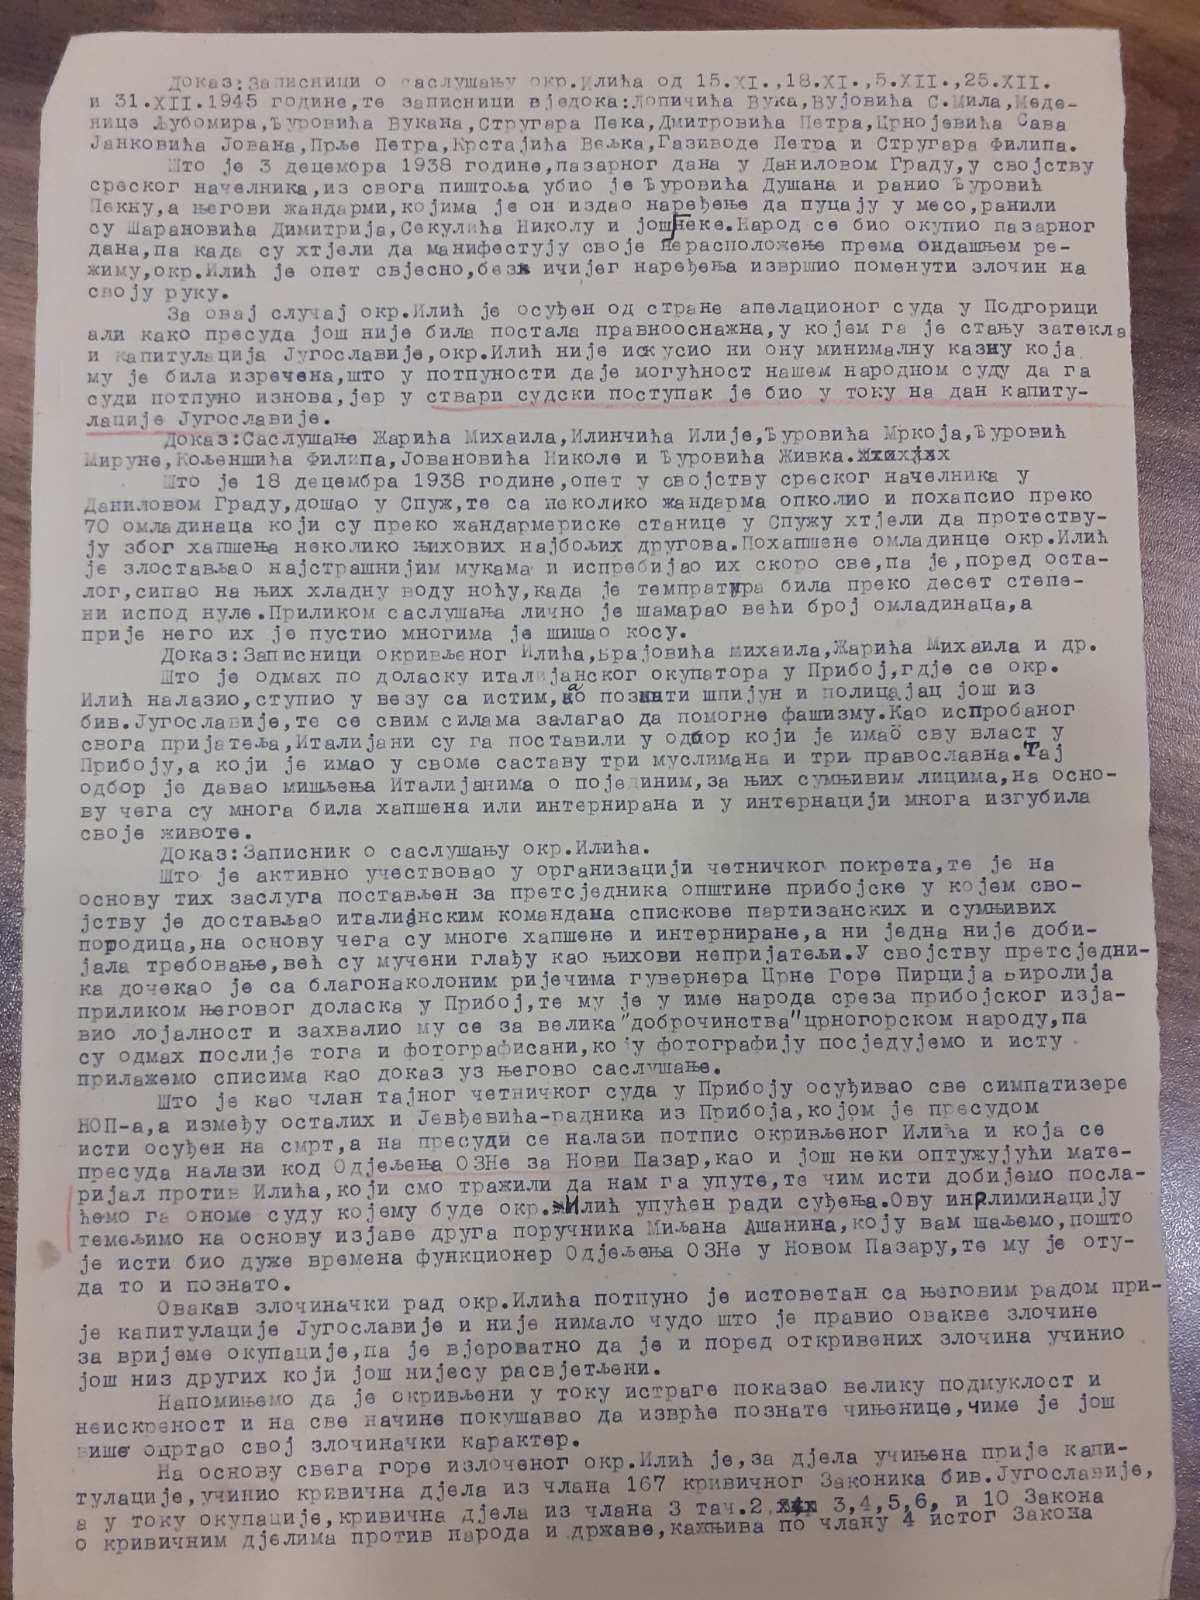 Доказ:Записници о саслушању окр.Илића од 15.XI.,18.XI.,5.XII.,25.XII.
и 31.XII.1945 године,те записници вједока:Лопичића Вука,Вујовића С.Мила,Меде-
нице Љубомира,Ђуровића Вукана,Стругара Пека,Дмитровића Петра,Црнојевића Сава
Јанковића Јована,Прље Петра,Крстајића Вељка,Газиводе Петра и Стругара Филипа.
Што је 3 децемора 1938 године,пазарног дана у Даниловом Граду,у својству
среског начелника,из свога пиштоља убио је Ђуровића Душана и ранио Ђуровић
Пекну,а његови жандарми,којима је он издао наређење да пуцају у месо,ранили
су Шарановића Димитрија,Секулића Николу и још неке.Народ се био окупио пазарног
дана,па када су хтјели да манифестују своје нерасположење према ондашњем ре-
жиму,окр.Илић је опет свјесно,без ичијег наређења извршио поменути злочин на
своју руку.
За овај случај окр.Илић је осуђен од стране апелационог суда у Подгорици
али како пресуда још није била постала правнооснажна,у којем га је стању затекла
и капитулација Југославије,окр.Илић није искусио ни ону минималну казну која
му је била изречена,што у потпуности даје могућност нашем народном суду да га
суди потпуно изнова,јер у ствари судски поступак је био у току на дан капиту-
лације Југославије.
Доказ:Саслушање Жарића Михаила,Илинчића Илије,Ђуровића Мркоја,Ђуровић
Мируне,Кољеншића Филипа,Јовановића Николе и Ђуровића Живка.
Што је 18 децембра 1938 године,опет у својству среског начелника у
Даниловом Граду,дошао у Спуж,те са неколико жандарма опколио и похапсио преко
70 омладинаца који су преко жандармериске станице у Спужу хтјели да протеству-
ју због хапшења неколико њихових најбољих другова.Похапшене омладинце окр.Илић
је злостављао најстрашнијим мукама и испребијао их скоро све,па је,поред оста-
лог,сипао на њих хладну воду ноћу,када је темпратура била преко десет степе-
ни испод нуле.Приликом саслушања лично је шамарао већи број омладинаца,а
прије него их је пустио многима је шишао косу.
Доказ:Записници окривљеног Илића,Брајовића михаила,Жарића Михаила и др.
Што је одмах по доласку италијанског окупатора у Прибој,гдје се окр.
Илић налазио,ступио у везу са истим,као познати шпијун и полицајац још из
бив.Југославије,те се свим силама залагао да помогне фашизму.Као испробаног
свога пријатеља,Италијани су га поставили у одбор који је имао сву власт у
Прибоју,а који је имао у своме саставу три муслимана и три православна.Тај
одбор је давао мишљења Италијанима о појединим,за њих сумњивим лицима,на осно-
ву чега су многа била хапшена или интернирана и у интернацији многа изгубила
своје животе.
Доказ:Записник о саслушању окр.Илића.
Што је активно учествовао у организацији четничког покрета,те је на
основу тих заслуга постављен за претсједника општине прибојске у којем сво-
јству је достављао италијанским командана спискове партизанских и сумњивих
породица,на основу чега су многе хапшене и интерниране,а ни једна није доби-
јала требовање,већ су мучени глађу као њихови непријатељи.У својству претсједни-
ка дочекао је са благонаколоним ријечима гувернера Црне Горе Пирција Биролија
приликом његовог доласка у Прибој,те му је у име народа среза прибојског изја-
вио лојалност и захвалио му се за велика"доброчинства"црногорском народу,па
су одмах послије тога и фотографисани,коју фотографију посједујемо и исту
прилажемо списима као доказ уз његово саслушање.
Што је као члан тајног четничког суда у Прибоју осуђивао све симпатизере
НОП-а,а између осталих и Јевђевића-радника из Прибоја,којом је пресудом
исти осуђен на смрт,а на пресуди се налази потпис окривљеног Илића и која се
пресуда налази код Одјељења ОЗНе за Нови Пазар,као и још неки оптужујући мате-
ријал против Илића,који смо тражили да нам га упуте,те чим исти добијемо посла-
ћемо га ономе суду којему буде окр.Илић упућен ради суђења.Ову инрлиминацију
темељимо на основу изјаве друга поручника Миљана Ашанина,коју вам шаљемо,пошто
је исти био дуже времена функционер Одјељења ОЗНе у Новом Пазару,те му је оту-
да то и познато.
Овакав злочиначки рад окр.Илића потпуно је истоветан са његовим радом при-
је капитулације Југославије и није нимало чудо што је правио овакве злочине
за вријеме окупације,па је вјероватно да је и поред откривених злочина учинио
још низ других који још нијесу расвјетљени.
Напомињемо да је окривљени у току истраге показао велику подмуклост и
неискреност и на све начине покушавао да изврће познате чињенице,чиме је још
више оцртао свој злочиначки карактер.
На основу свега горе излоченог окр.Илић је,за дјела учињена прије капи-
тулације,учинио кривична дјела из члана 167 кривичног Законика бив.Југославије,
а у току окупације,кривична дјела из члана 3 тач.2 3,4,5,6, и 10 Закона
о кривичним дјелима против народа и државе,кажњива по члану 4 истог Закона